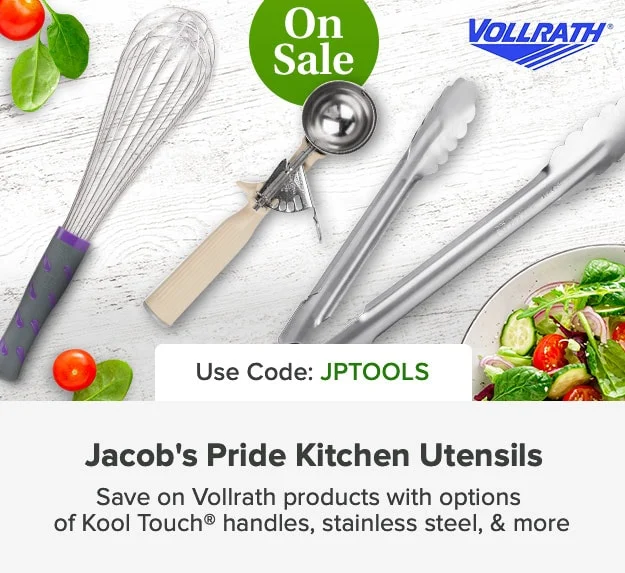 On
Sale
VOLLRATH®
Use Code: JPTOOLS
Jacob's Pride Kitchen Utensils
Save on Vollrath products with options
of Kool Touch® handles, stainless steel, & more